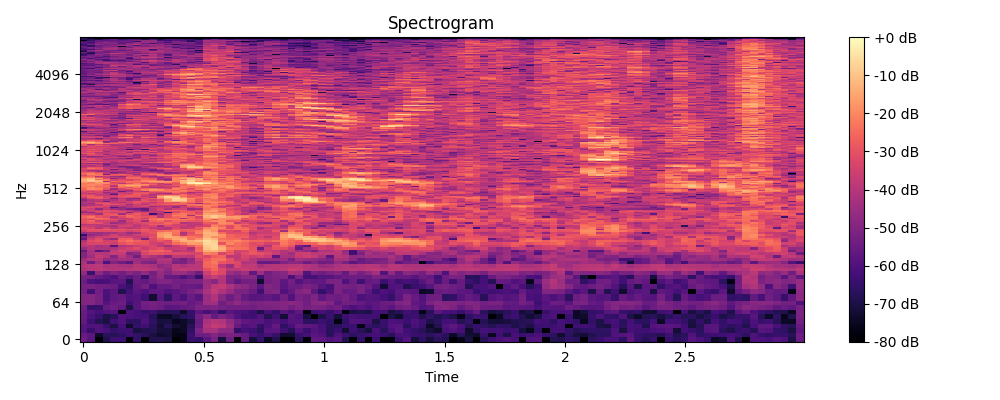 Spectrogram
4096
2048
1024
512
256
128
64
0
Hz
0
0.5
1
1.5
2
2.5
Time
+0 dB
-10 dB
-20 dB
-30 dB
-40 dB
-50 dB
-60 dB
-70 dB
-80 dB